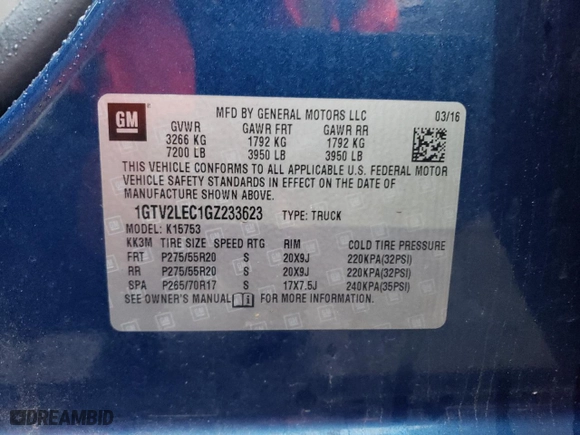 GM
MFD BY GENERAL MOTORS LLC 03/16
GVWR GAWR FRT GAWR RR
3266 KG 1792 KG 1792 KG
7200 LB 3950 LB 3950 LB
THIS VEHICLE CONFORMS TO ALL APPLICABLE U.S. FEDERAL MOTOR
VEHICLE SAFETY STANDARDS IN EFFECT ON THE DATE OF
MANUFACTURE SHOWN ABOVE.
1GTV2LEC1GZ233623 TYPE: TRUCK
MODEL: K15753
KK3M TIRE SIZE SPEED RTG RIM COLD TIRE PRESSURE
FRT P275/55R20 S 20X9J 220KPA(32PSI)
RR P275/55R20 S 20X9J 220KPA(32PSI)
SPA P265/70R17 S 17X7.5J 240KPA(35PSI)
SEE OWNER'S MANUAL FOR MORE INFORMATION
DREAMBID